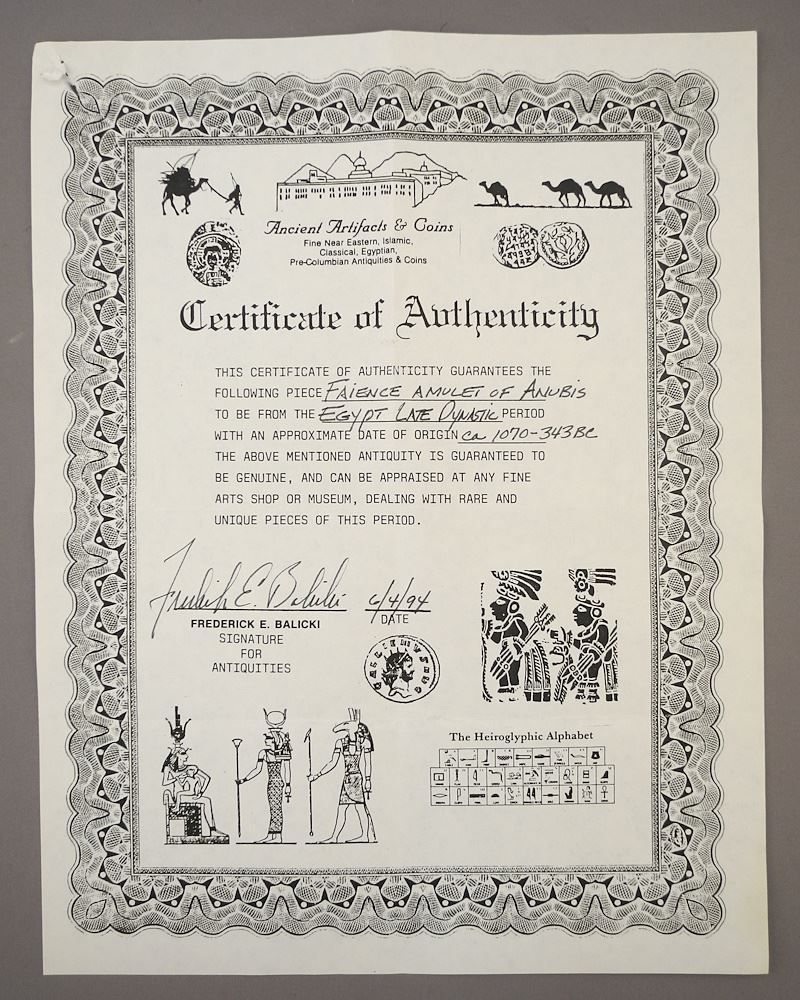 Ancient Artifacts & Coins
Fine Near Eastern, Islamic,
Classical, Egyptian,
Pre-Columbian Antiquities & Coins
Certificate of Authenticity
THIS CERTIFICATE OF AUTHENTICITY GUARANTEES THE
FOLLOWING PIECE FAIENCE AMULET OF ANUBIS
TO BE FROM THE EGYPT LATE DYNASTIC PERIOD
WITH AN APPROXIMATE DATE OF ORIGIN ca 1070-343 BC
THE ABOVE MENTIONED ANTIQUITY IS GUARANTEED TO
BE GENUINE, AND CAN BE APPRAISED AT ANY FINE
ARTS SHOP OR MUSEUM, DEALING WITH RARE AND
UNIQUE PIECES OF THIS PERIOD.
Fredrick E. Balicki 6/4/94
FREDERICK E. BALICKI DATE
SIGNATURE
FOR
ANTIQUITIES
The Heiroglyphic Alphabet